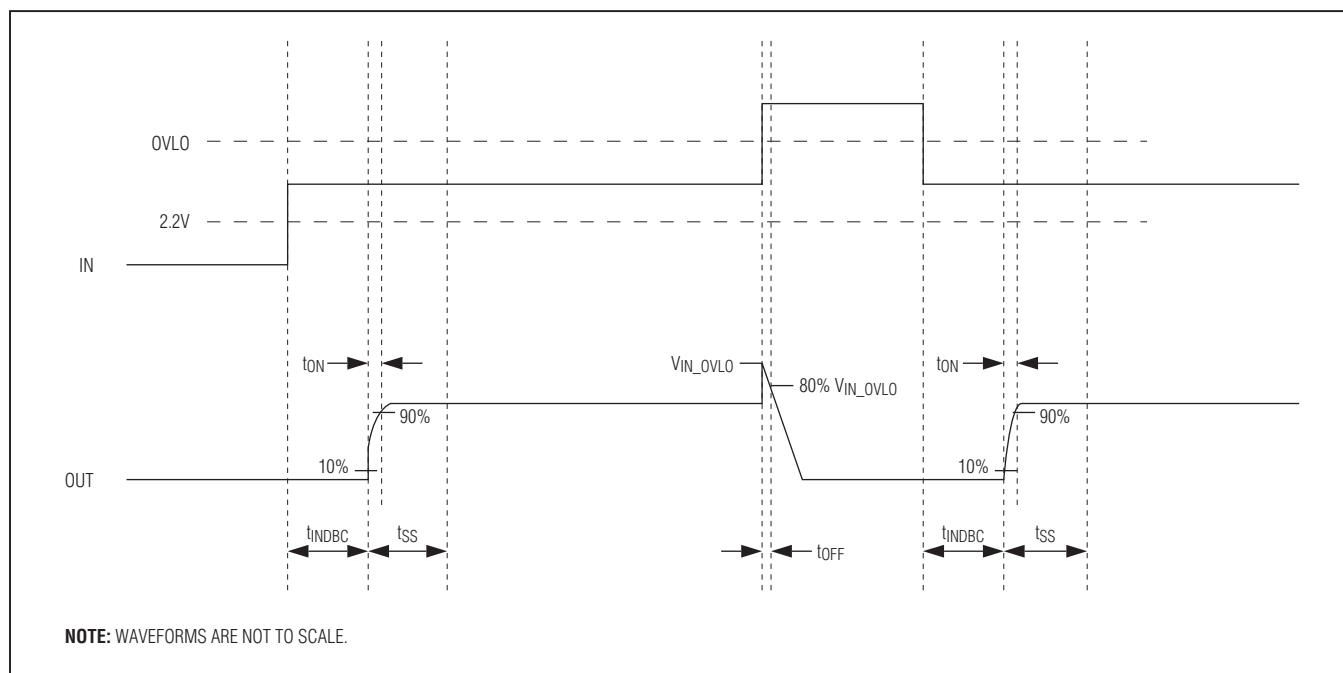 OVLO
2.2V
IN
tON
VIN_OVLO
80% VIN_OVLO
tON
90%
90%
10%
10%
OUT
tINDBC
tSS
tOFF
tINDBC
tSS
NOTE: WAVEFORMS ARE NOT TO SCALE.